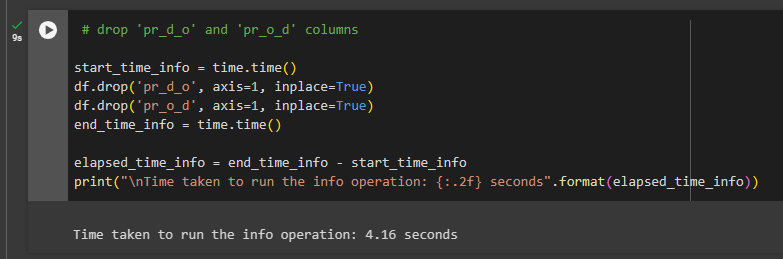 # drop 'pr_d_o' and 'pr_o_d' columns
9s
start_time_info = time.time()
df.drop('pr_d_o', axis=1, inplace=True)
df.drop('pr_o_d', axis=1, inplace=True)
end_time_info = time.time()
elapsed_time_info = end_time_info - start_time_info
print("\nTime taken to run the info operation: {:.2f} seconds".format(elapsed_time_info))
Time taken to run the info operation: 4.16 seconds